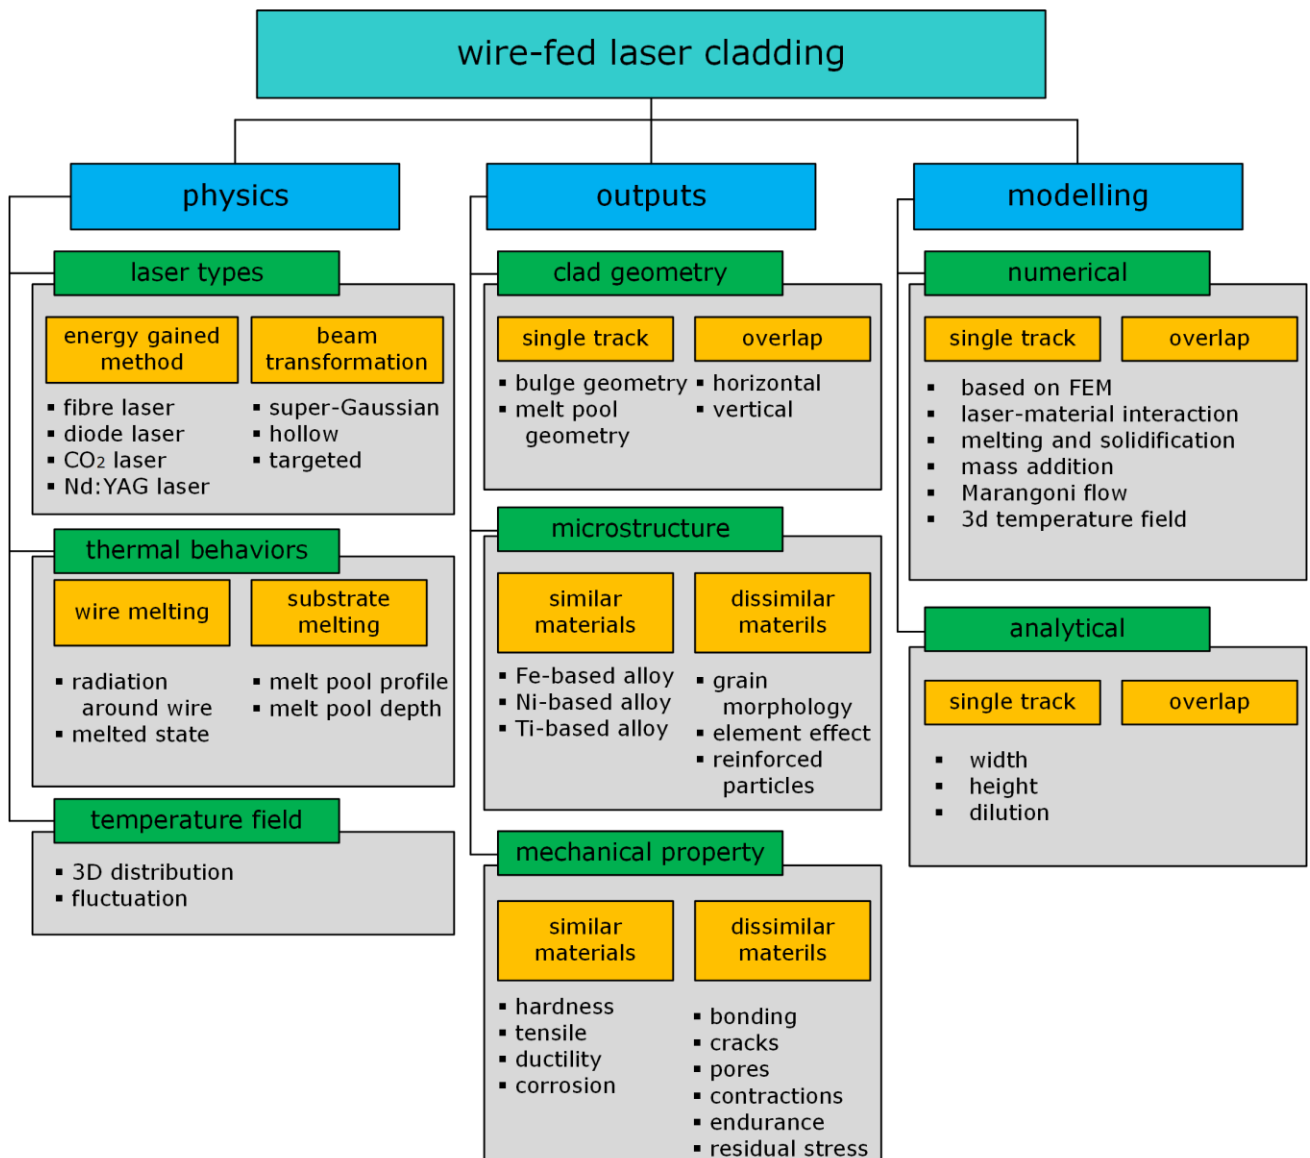 wire-fed laser cladding
physics
laser types
energy gained
method
▪ fibre laser
▪ diode laser
▪ CO₂ laser
▪ Nd:YAG laser
beam
transformation
▪ super-Gaussian
▪ hollow
▪ targeted
thermal behaviors
wire melting
▪ radiation
around wire
▪ melted state
substrate
melting
▪ melt pool profile
▪ melt pool depth
temperature field
▪ 3D distribution
▪ fluctuation
outputs
clad geometry
single track
▪ bulge geometry
▪ melt pool
geometry
overlap
▪ horizontal
▪ vertical
microstructure
similar
materials
▪ Fe-based alloy
▪ Ni-based alloy
▪ Ti-based alloy
dissimilar
materils
▪ grain
morphology
▪ element effect
▪ reinforced
particles
mechanical property
similar
materials
▪ hardness
▪ tensile
▪ ductility
▪ corrosion
dissimilar
materils
▪ bonding
▪ cracks
▪ pores
▪ contractions
▪ endurance
▪ residual stress
modelling
numerical
single track
overlap
▪ based on FEM
▪ laser-material interaction
▪ melting and solidification
▪ mass addition
▪ Marangoni flow
▪ 3d temperature field
analytical
single track
overlap
▪ width
▪ height
▪ dilution